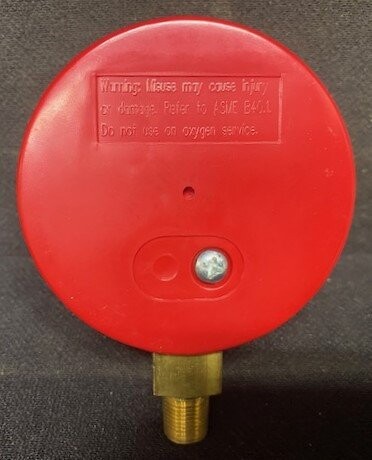 Warning: Misuse may cause injury
or damage. Refer to ASME B40.1.
Do not use on oxygen service.